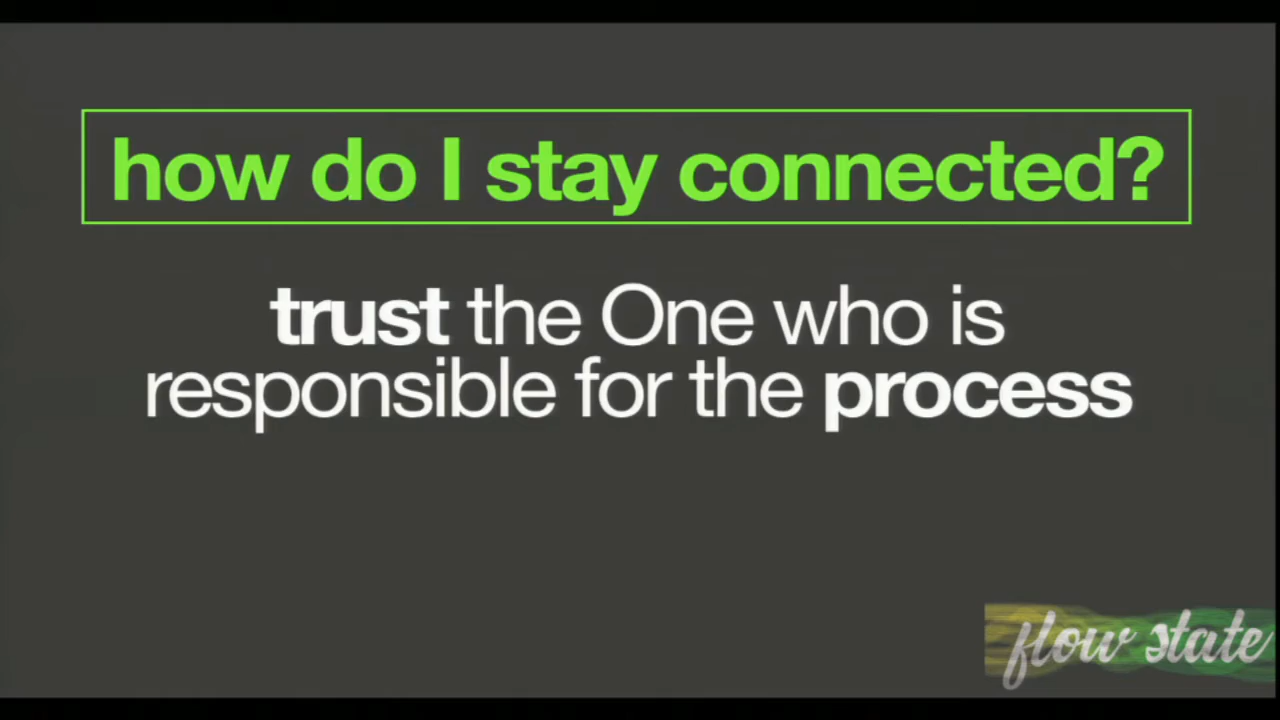 how do I stay connected?
trust the One who is
responsible for the process
flow state